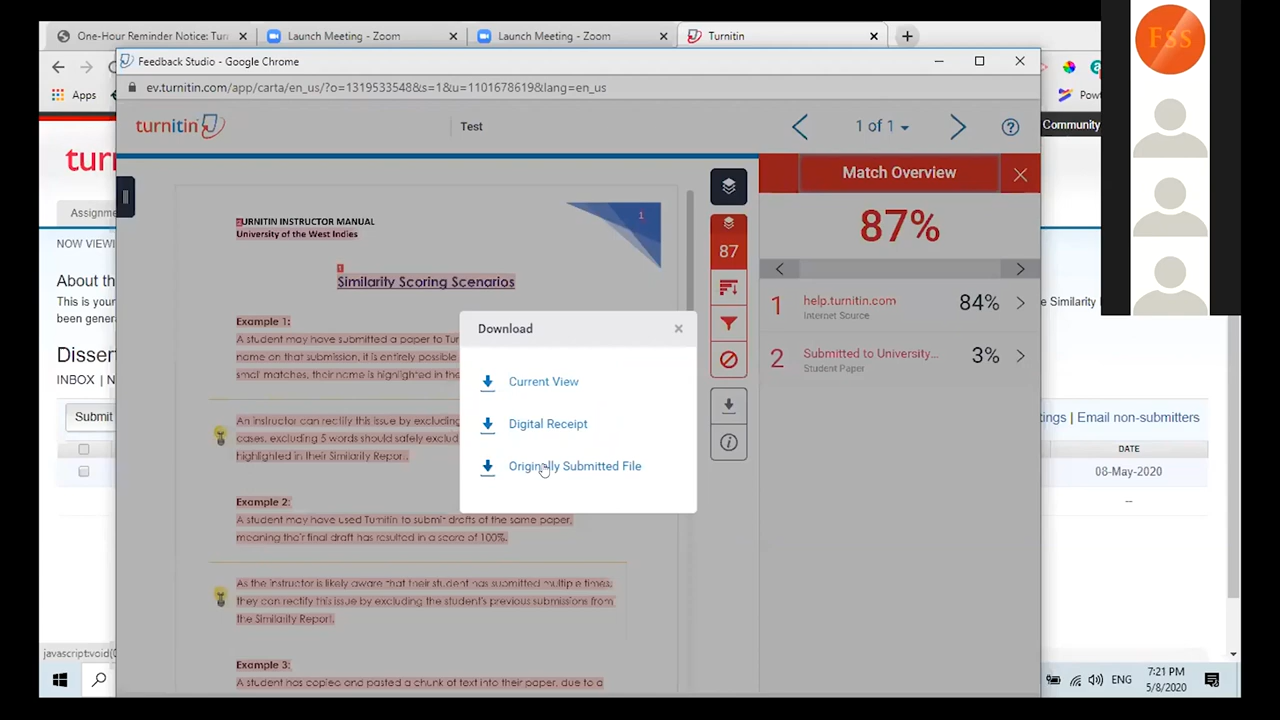 One-Hour Reminder Notice: Turn
Launch Meeting - Zoom
Launch Meeting - Zoom
Turnitin
Feedback Studio - Google Chrome
Apps
ev.turnitin.com/app/carta/en_us/?o=1319533548&s=1&u=1101678619&lang=en_us
Fss
Community
turnitin
Test
1 of 1
Match Overview
87%
87
1 help.turnitin.com 84%
Internet Source
2 Submitted to University... 3%
Student Paper
NOW VIEWI
About th
This is your
been gener
e Similarity
Dissert
INBOX | N
Submit
tings | Email non-submitters
DATE
08-May-2020
--
1
TURNITIN INSTRUCTOR MANUAL
University of the West Indies
1
Similarity Scoring Scenarios
Example 1:
A student may have submitted a paper to Tur
name on that submission, it is entirely possible
small matches, their name is highlighted in the
An instructor can rectify this issue by excluding
cases, excluding 5 words should safely exclud
highlighted in their Similarity Report.
Example 2:
A student may have used Turnitin to submit drafts of the same paper,
meaning their final draft has resulted in a score of 100%.
As the instructor is likely aware that their student has submitted multiple times,
they can rectify this issue by excluding the student's previous submissions from
the Similarity Report.
Example 3:
A student has copied and pasted a chunk of text into their paper, due to a
Download
Current View
Digital Receipt
Originally Submitted File
javascript:void(
ENG
7:21 PM
5/8/2020